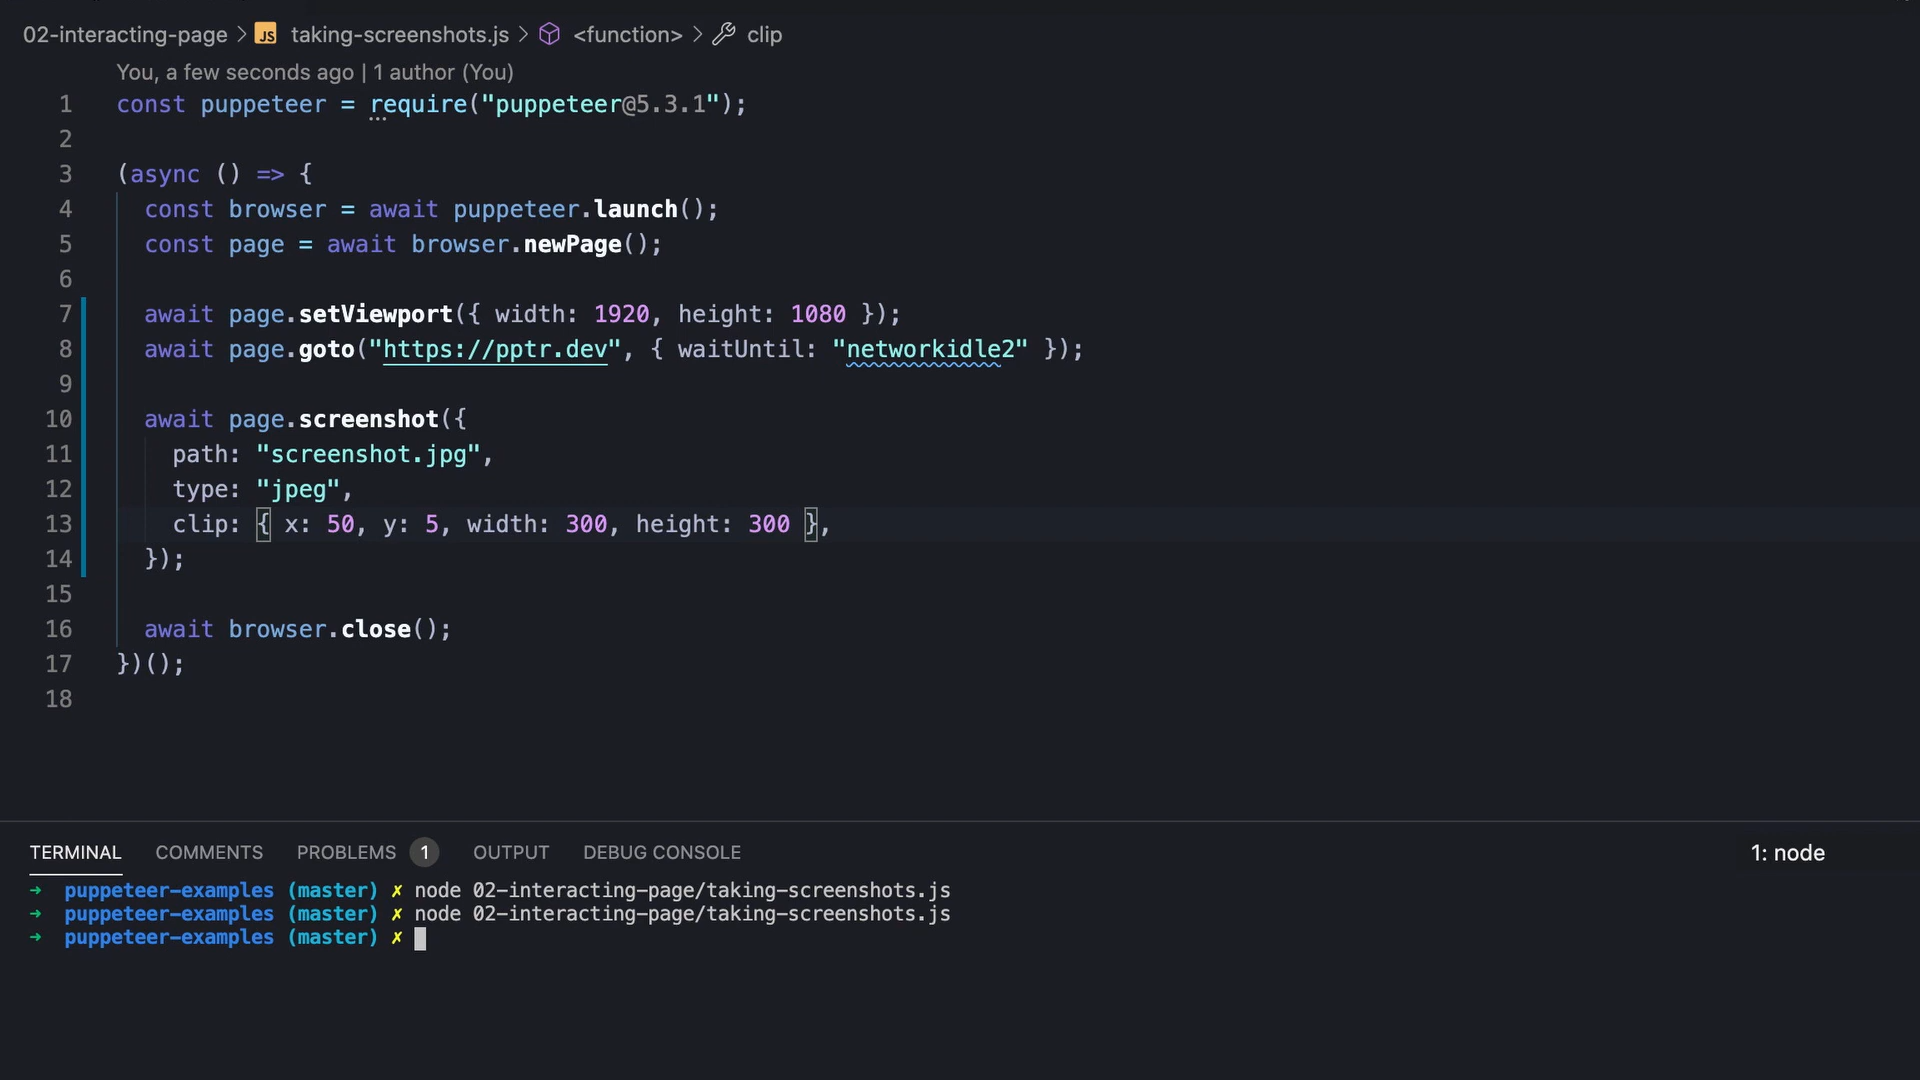 02-interacting-page > JS taking-screenshots.js > <function> > clip
You, a few seconds ago | 1 author (You)
1 const puppeteer = require("puppeteer@5.3.1");
2
3 (async () => {
4 const browser = await puppeteer.launch();
5 const page = await browser.newPage();
6
7 await page.setViewport({ width: 1920, height: 1080 });
8 await page.goto("https://pptr.dev", { waitUntil: "networkidle2" });
9
10 await page.screenshot({
11 path: "screenshot.jpg",
12 type: "jpeg",
13 clip: { x: 50, y: 5, width: 300, height: 300 },
14 });
15
16 await browser.close();
17 })();
18
TERMINAL COMMENTS PROBLEMS 1 OUTPUT DEBUG CONSOLE 1: node
➜ puppeteer-examples (master) ✗ node 02-interacting-page/taking-screenshots.js
➜ puppeteer-examples (master) ✗ node 02-interacting-page/taking-screenshots.js
➜ puppeteer-examples (master) ✗